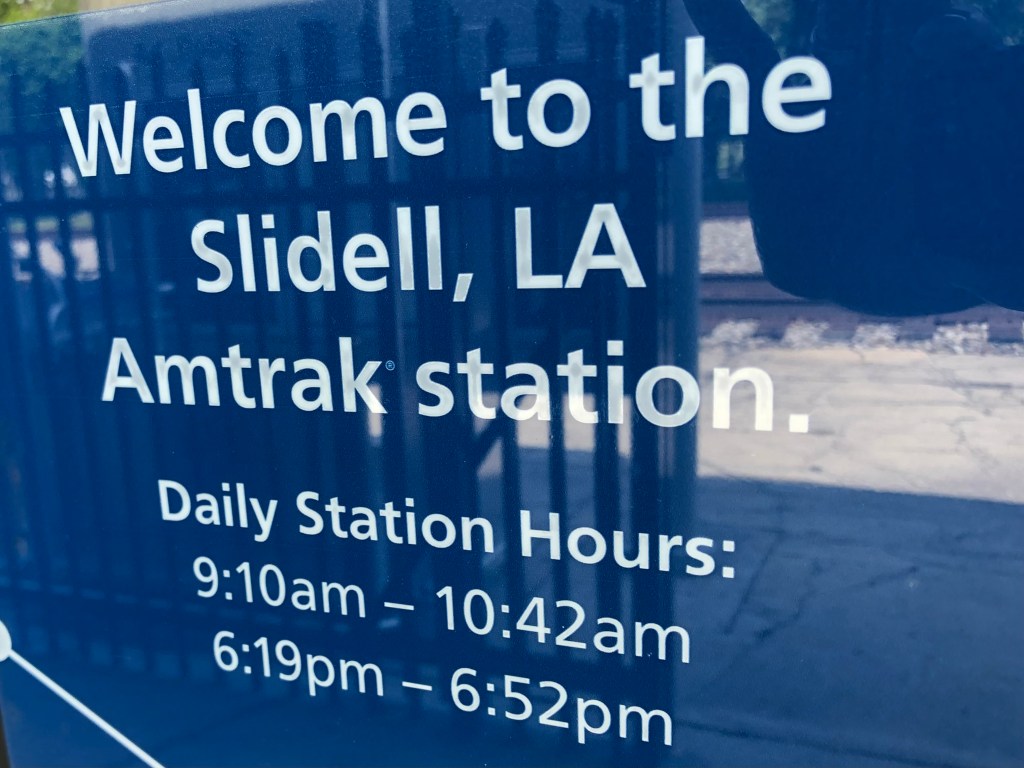 Welcome to the
Slidell, LA
Amtrak® station.
Daily Station Hours:
9:10am – 10:42am
6:19pm – 6:52pm